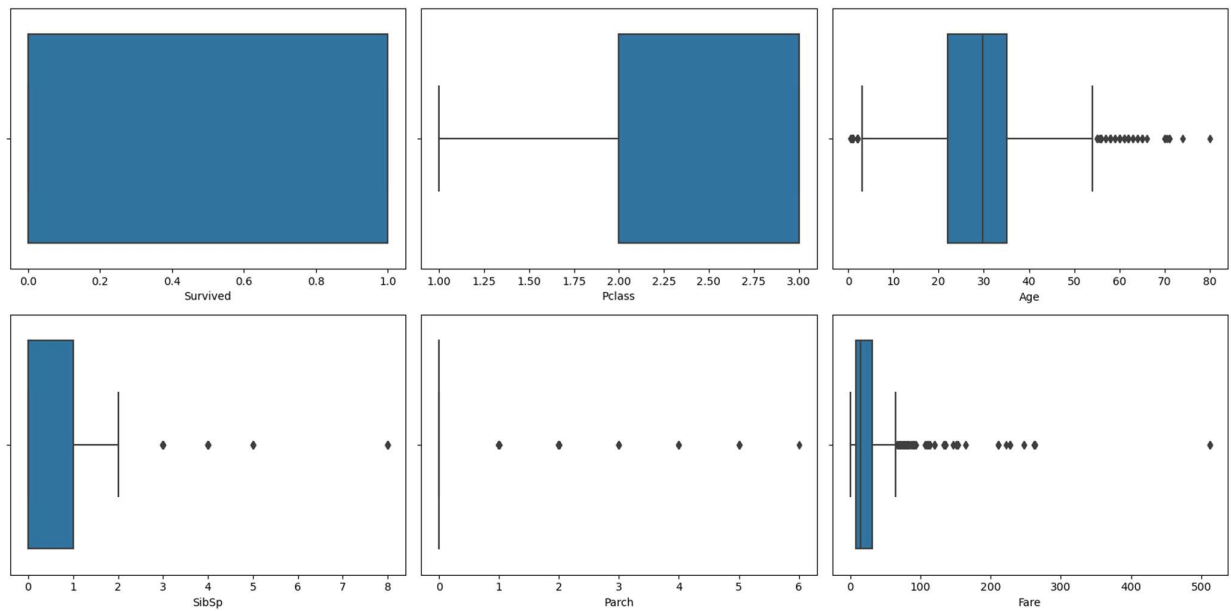 0.0 0.2 0.4 0.6 0.8 1.0
Survived
1.00 1.25 1.50 1.75 2.00 2.25 2.50 2.75 3.00
Pclass
0 10 20 30 40 50 60 70 80
Age
0 1 2 3 4 5 6 7 8
SibSp
0 1 2 3 4 5 6
Parch
0 100 200 300 400 500
Fare